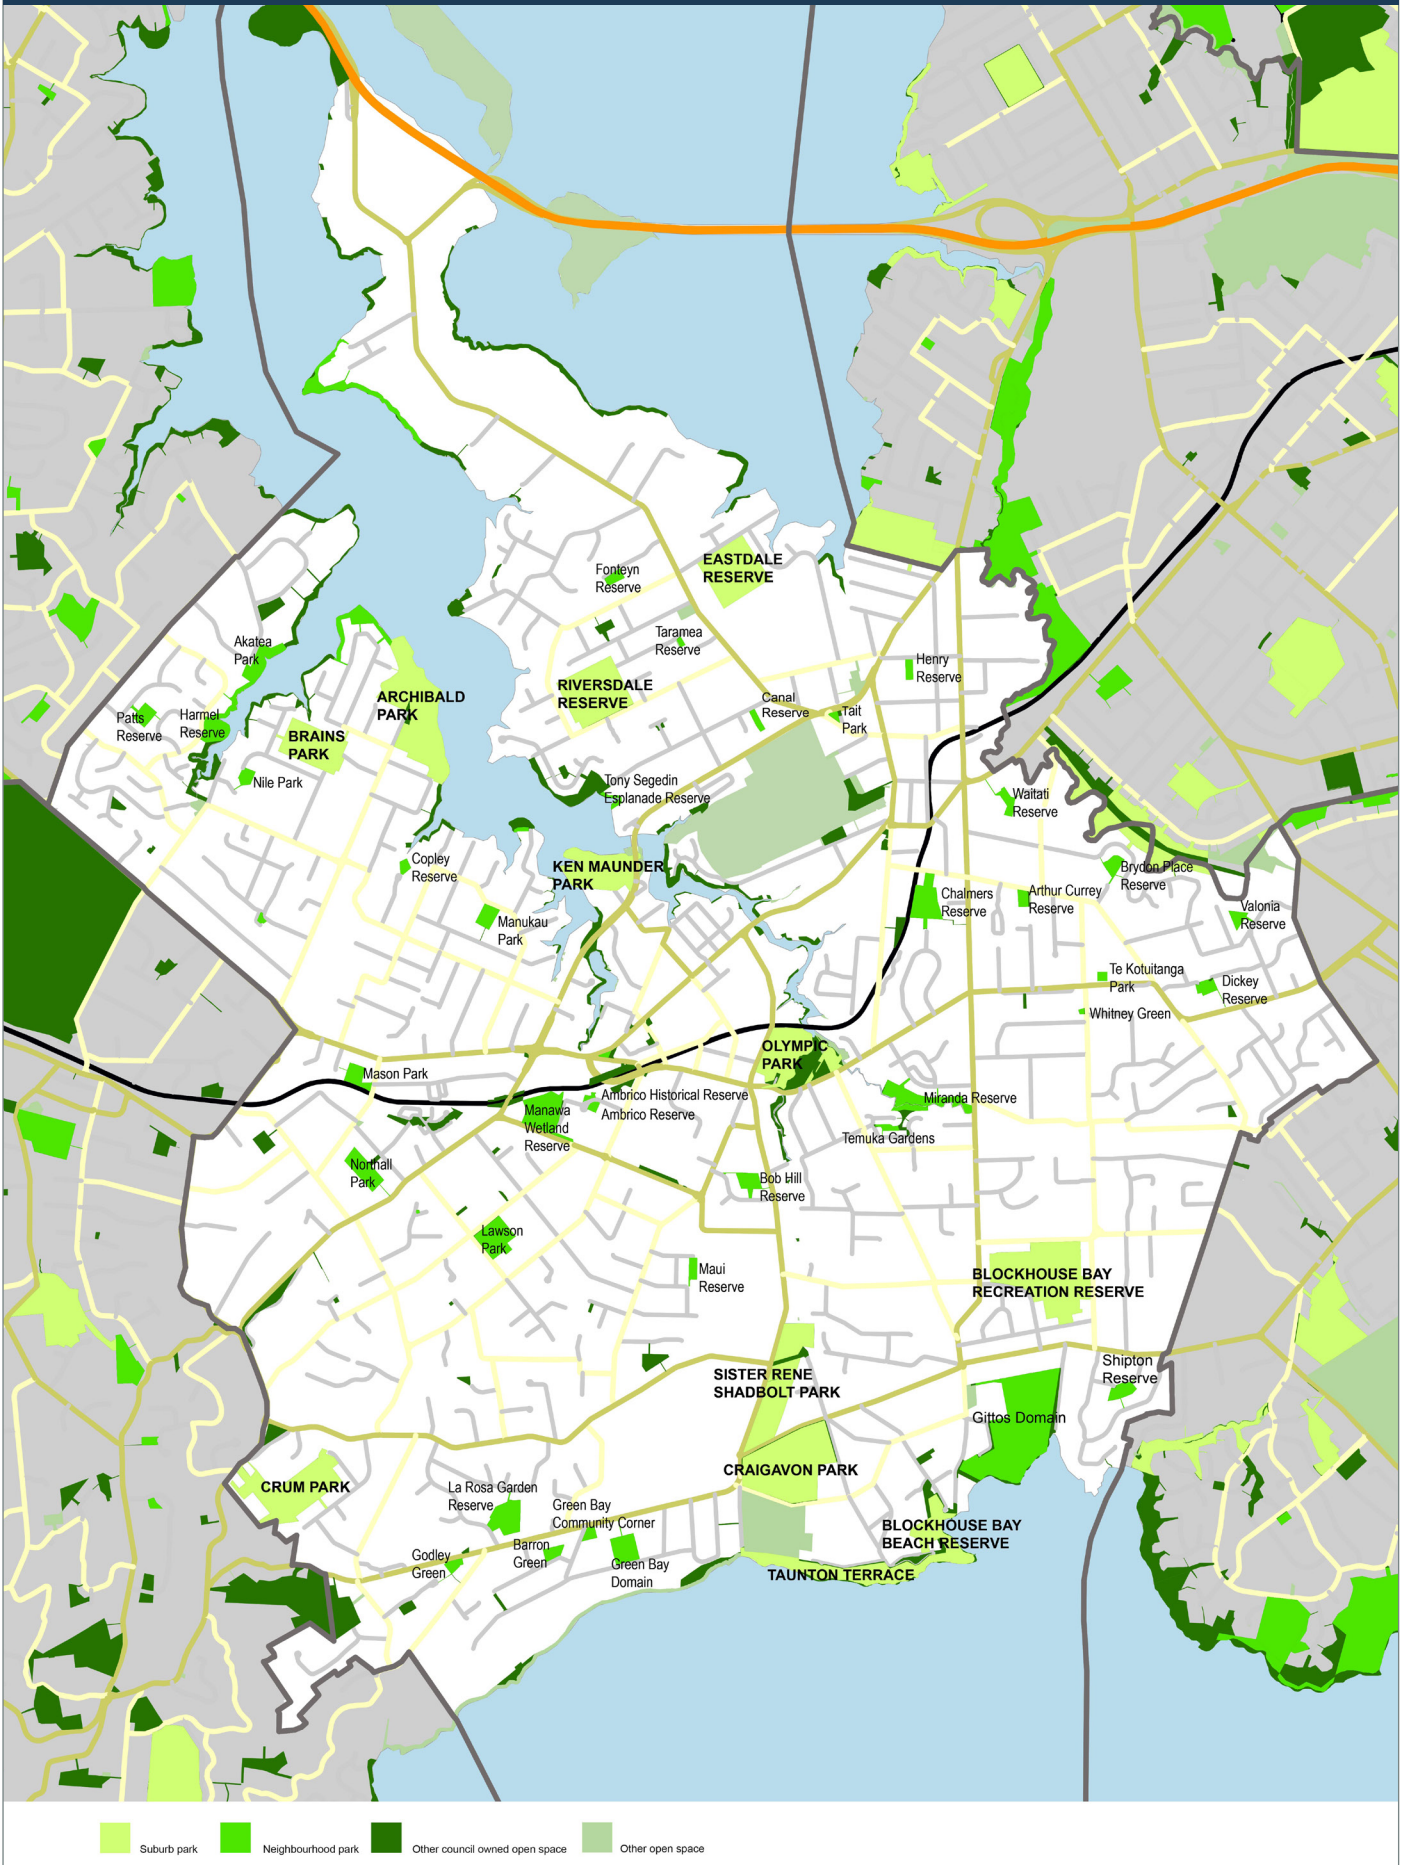 EASTDALE
RESERVE
Fonteyn
Reserve
Taramea
Reserve
Akatea
Park
Henry
Reserve
RIVERSDALE
RESERVE
ARCHIBALD
PARK
Canal
Reserve
Tait
Park
Patts
Reserve
Harmel
Reserve
BRAINS
PARK
Nile Park
Tony Segedin
Esplanade Reserve
Waitati
Reserve
Copley
Reserve
KEN MAUNDER
PARK
Brydon Place
Reserve
Chalmers
Reserve
Arthur Currey
Reserve
Valonia
Reserve
Manukau
Park
Te Kotuitanga
Park
Dickey
Reserve
Whitney Green
OLYMPIC
PARK
Mason Park
Ambrico Historical Reserve
Ambrico Reserve
Manawa
Wetland
Reserve
Miranda Reserve
Temuka Gardens
Northall
Park
Bob Hill
Reserve
Lawson
Park
Maui
Reserve
BLOCKHOUSE BAY
RECREATION RESERVE
Shipton
Reserve
SISTER RENE
SHADBOLT PARK
Gittos Domain
CRAIGAVON PARK
CRUM PARK
La Rosa Garden
Reserve
Green Bay
Community Corner
BLOCKHOUSE BAY
BEACH RESERVE
Barron
Green
Godley
Green
Green Bay
Domain
TAUNTON TERRACE
Suburb park
Neighbourhood park
Other council owned open space
Other open space